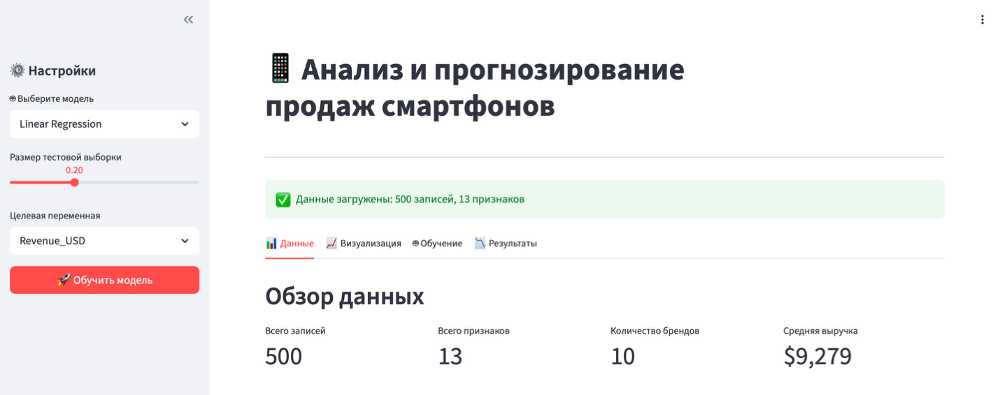 Настройки
Выберите модель
Linear Regression
Размер тестовой выборки
0.20
Целевая переменная
Revenue_USD
Обучить модель
Анализ и прогнозирование
продаж смартфонов
Данные загружены: 500 записей, 13 признаков
Данные Визуализация Обучение Результаты
Обзор данных
Всего записей Всего признаков Количество брендов Средняя выручка
500 13 10 $9,279